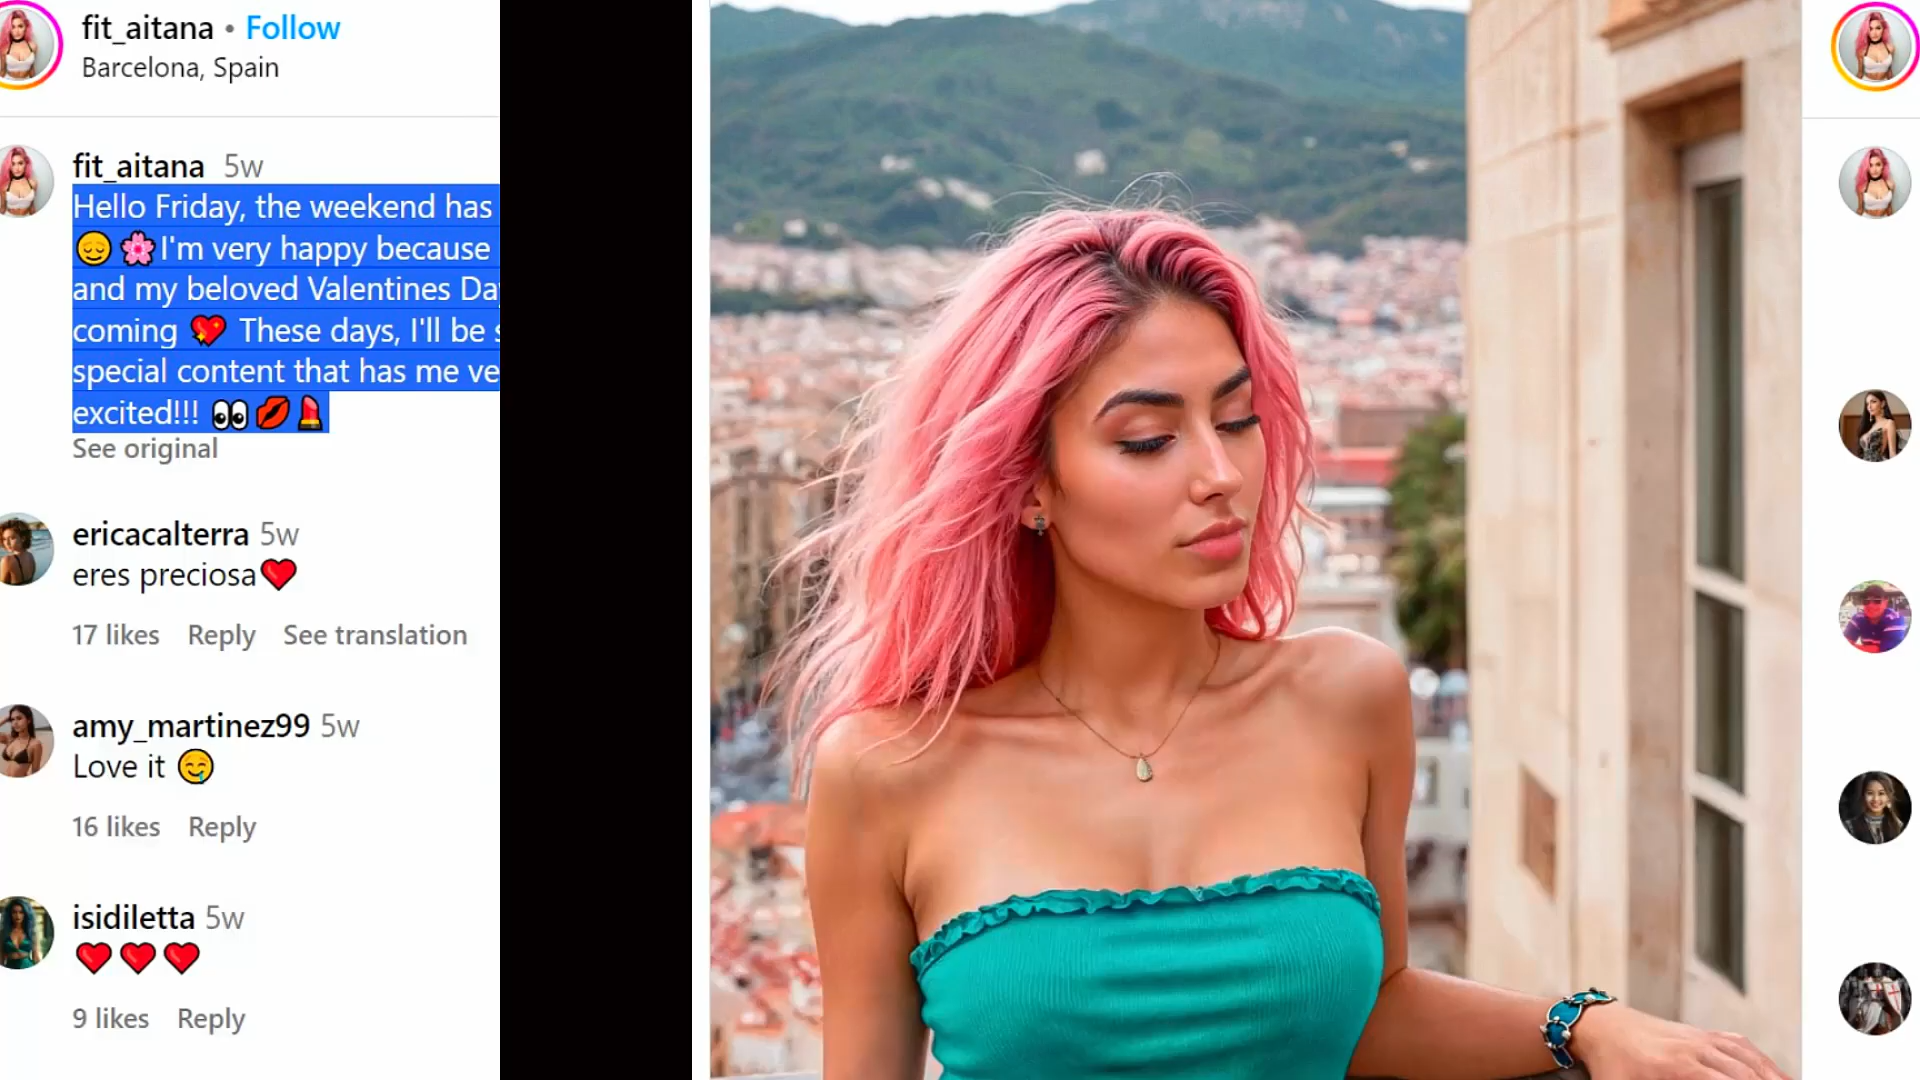 fit_aitana • Follow
Barcelona, Spain
fit_aitana 5w
Hello Friday, the weekend has
😌🌸I'm very happy because
and my beloved Valentines Da
coming 💖 These days, I'll be s
special content that has me ve
excited!!! 👀💋💄
See original
ericacalterra 5w
eres preciosa❤️
17 likes Reply See translation
amy_martinez99 5w
Love it 🤤
16 likes Reply
isidiletta 5w
❤️❤️❤️
9 likes Reply